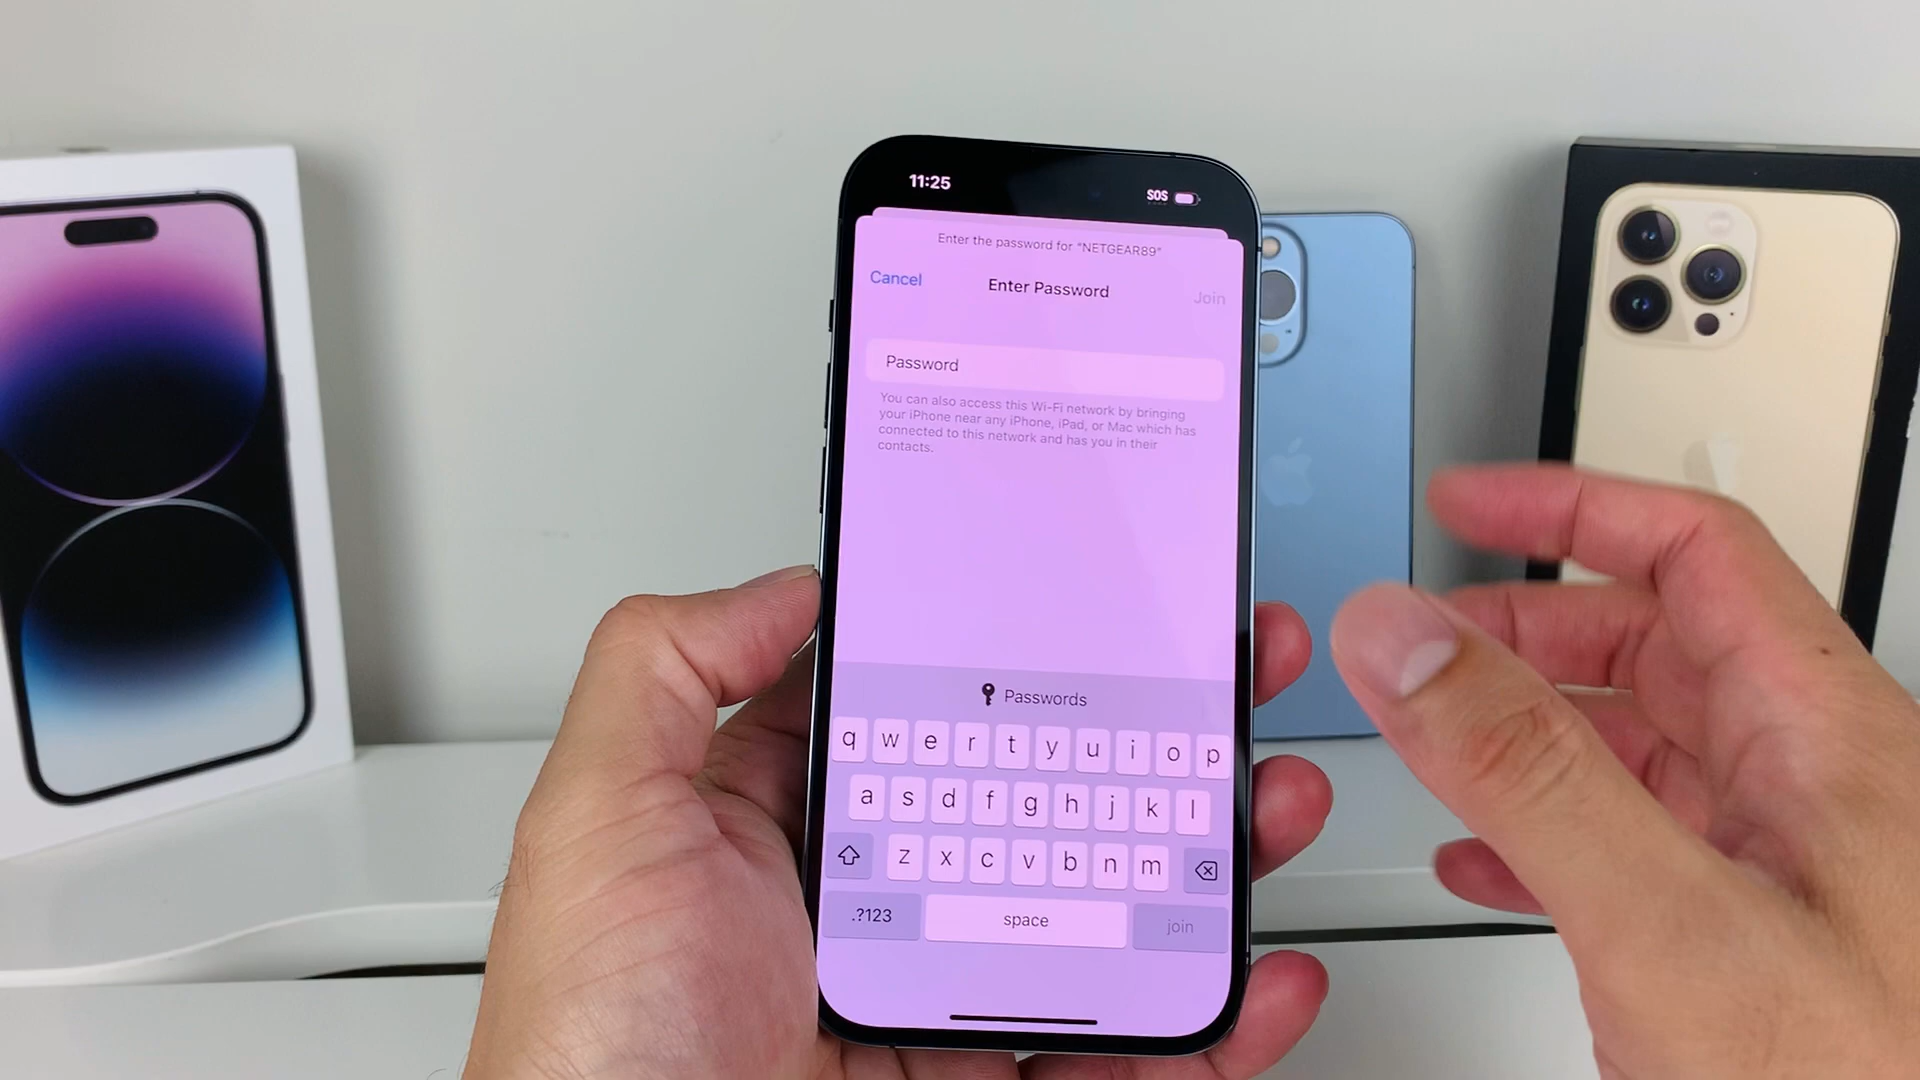 11:25
SOS
Enter the password for "NETGEAR89"
Cancel
Enter Password
Join
Password
You can also access this Wi-Fi network by bringing
your iPhone near any iPhone, iPad, or Mac which has
connected to this network and has you in their
contacts.
Passwords
q w e r t y u i o p
a s d f g h j k l
z x c v b n m
.?123
space
join